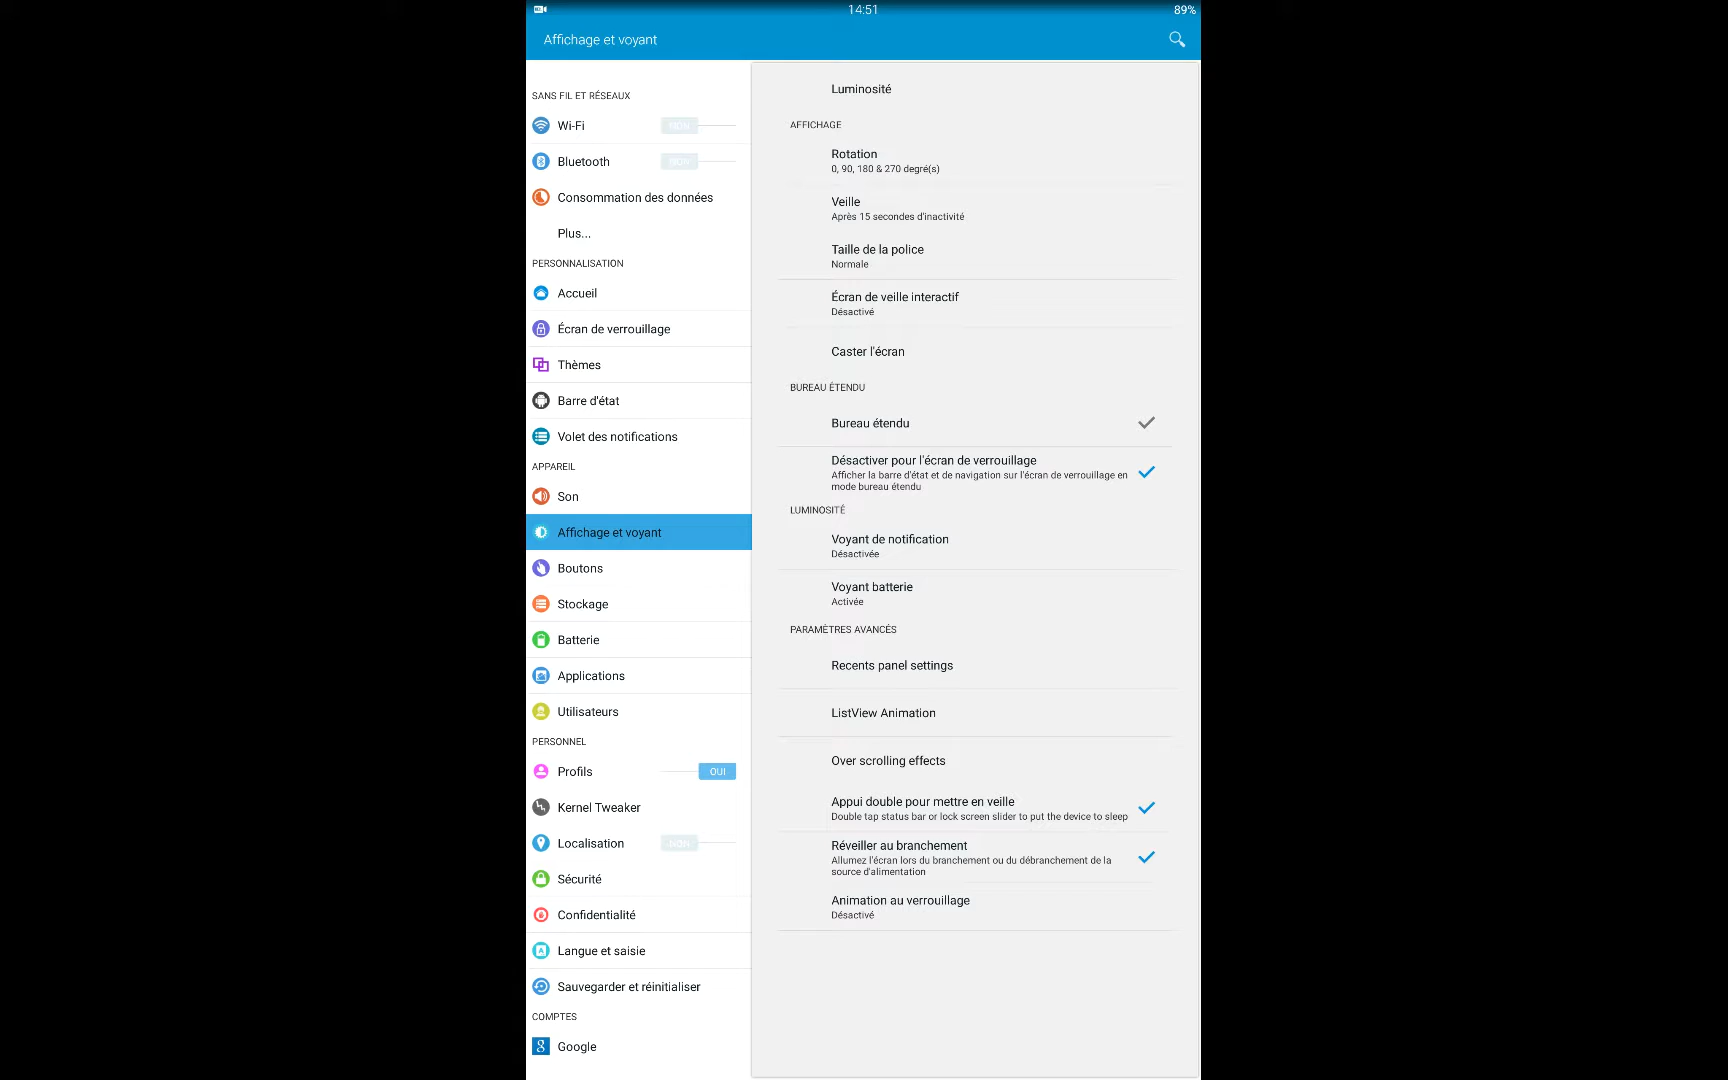 14:51
89%
Affichage et voyant
SANS FIL ET RÉSEAUX
Wi-Fi NON
Bluetooth NON
Consommation des données
Plus...
PERSONNALISATION
Accueil
Écran de verrouillage
Thèmes
Barre d'état
Volet des notifications
APPAREIL
Son
Affichage et voyant
Boutons
Stockage
Batterie
Applications
Utilisateurs
PERSONNEL
Profils OUI
Kernel Tweaker
Localisation NON
Sécurité
Confidentialité
Langue et saisie
Sauvegarder et réinitialiser
COMPTES
Google
Luminosité
AFFICHAGE
Rotation
0, 90, 180 & 270 degré(s)
Veille
Après 15 secondes d'inactivité
Taille de la police
Normale
Écran de veille interactif
Désactivé
Caster l'écran
BUREAU ÉTENDU
Bureau étendu
Désactiver pour l'écran de verrouillage
Afficher la barre d'état et de navigation sur l'écran de verrouillage en
mode bureau étendu
LUMINOSITÉ
Voyant de notification
Désactivée
Voyant batterie
Activée
PARAMÈTRES AVANCÉS
Recents panel settings
ListView Animation
Over scrolling effects
Appui double pour mettre en veille
Double tap status bar or lock screen slider to put the device to sleep
Réveiller au branchement
Allumez l'écran lors du branchement ou du débranchement de la
source d'alimentation
Animation au verrouillage
Désactivé